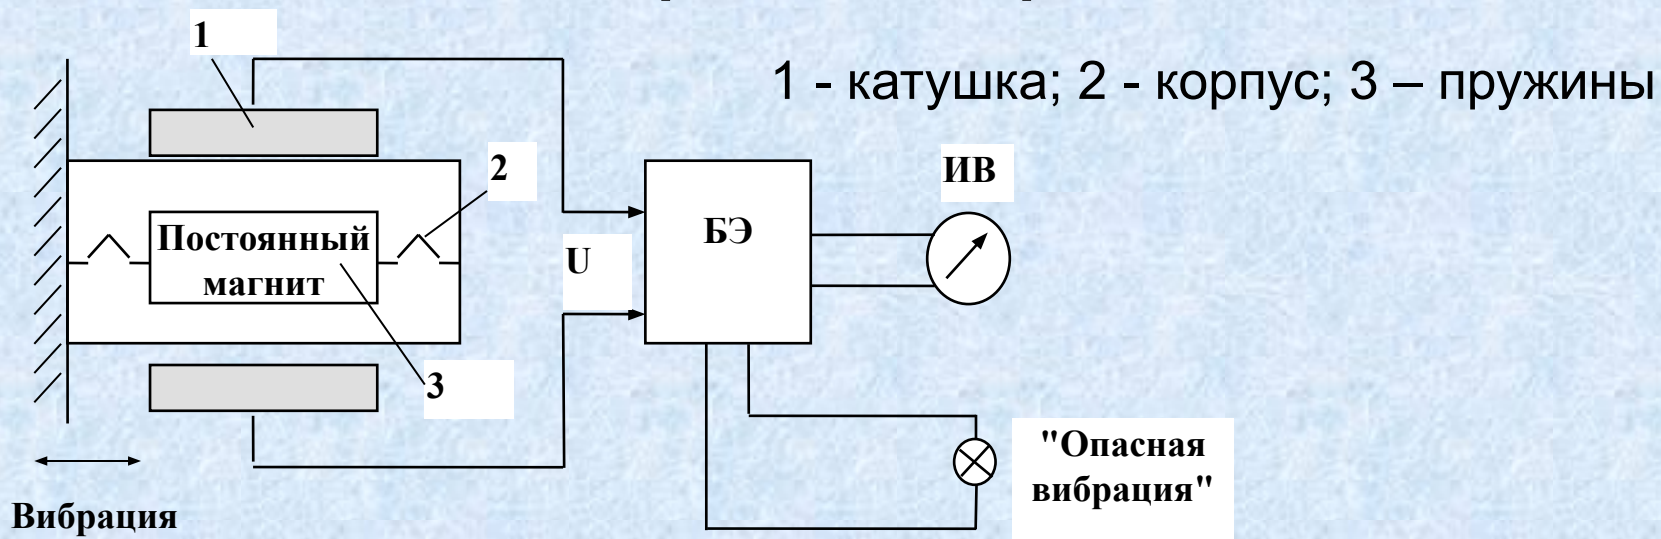 1
1 - катушка; 2 - корпус; 3 – пружины
2
ИВ
Постоянный
магнит
БЭ
U
3
"Опасная
вибрация"
Вибрация